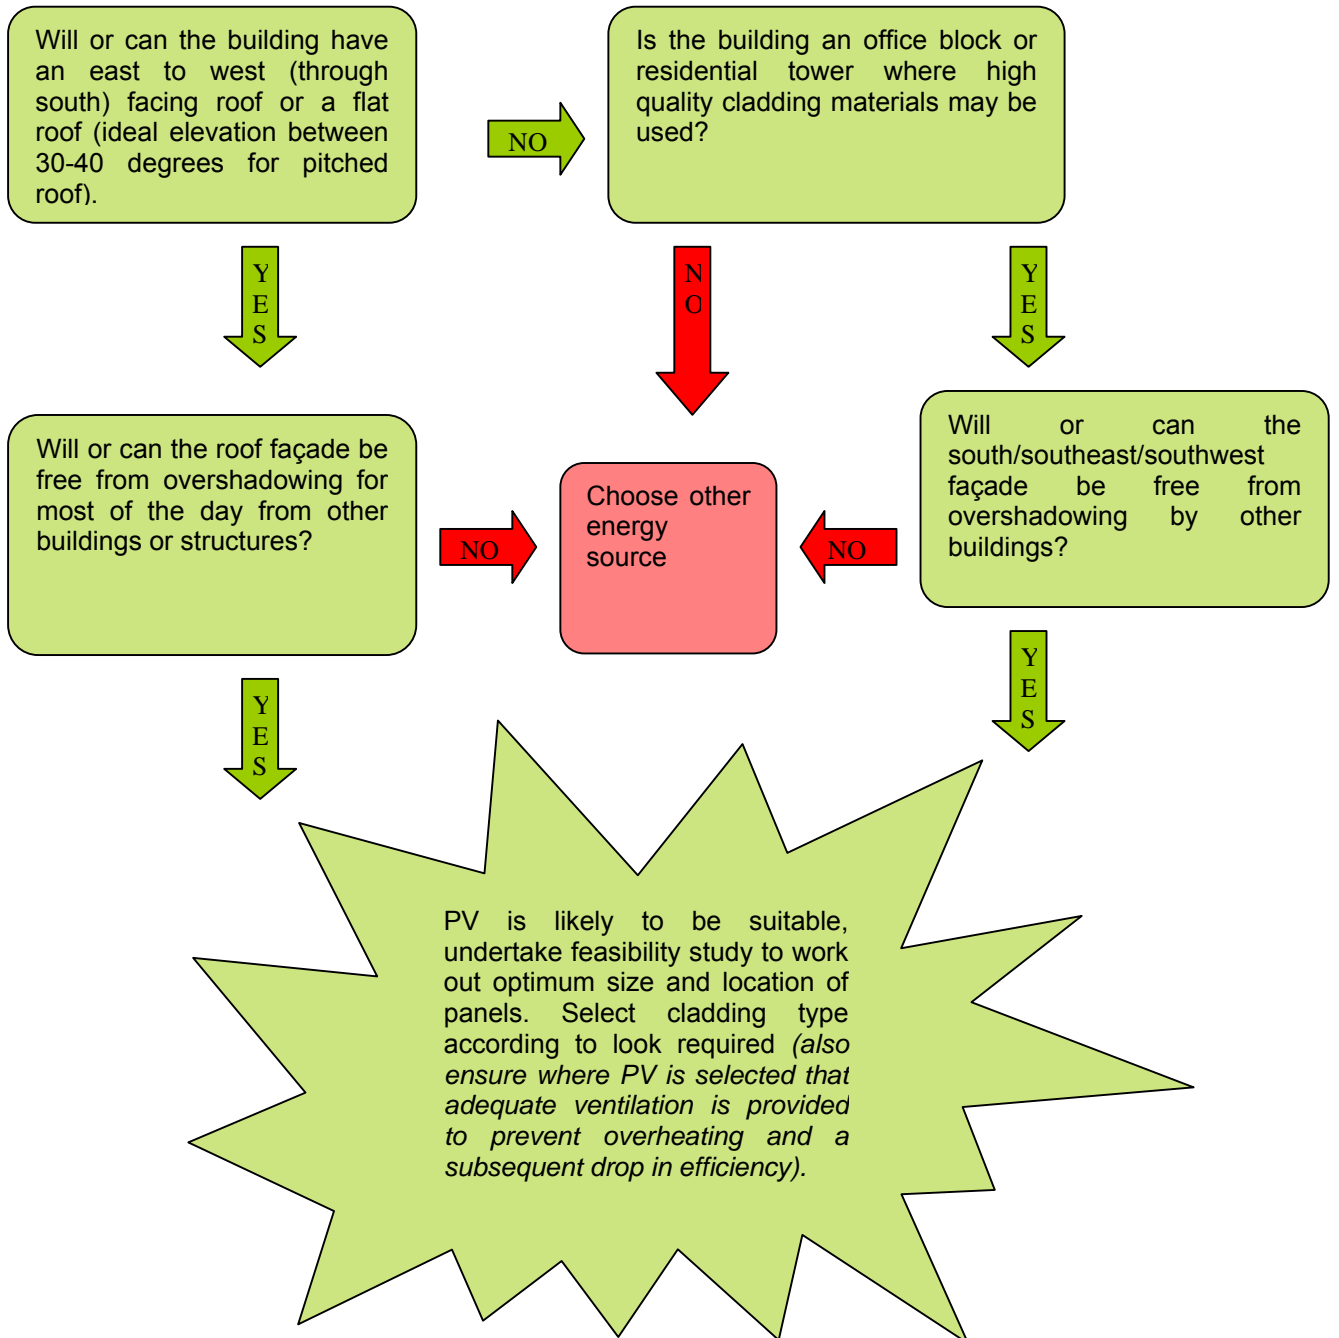 Will or can the building have
an east to west (through
south) facing roof or a flat
roof (ideal elevation between
30-40 degrees for pitched
roof).
NO
Is the building an office block or
residential tower where high
quality cladding materials may be
used?
Y
E
S
N
O
Y
E
S
Will or can the roof façade be
free from overshadowing for
most of the day from other
buildings or structures?
NO
Choose other
energy
source
NO
Will or can the
south/southeast/southwest
façade be free from
overshadowing by other
buildings?
Y
E
S
Y
E
S
PV is likely to be suitable,
undertake feasibility study to work
out optimum size and location of
panels. Select cladding type
according to look required (also
ensure where PV is selected that
adequate ventilation is provided
to prevent overheating and a
subsequent drop in efficiency).